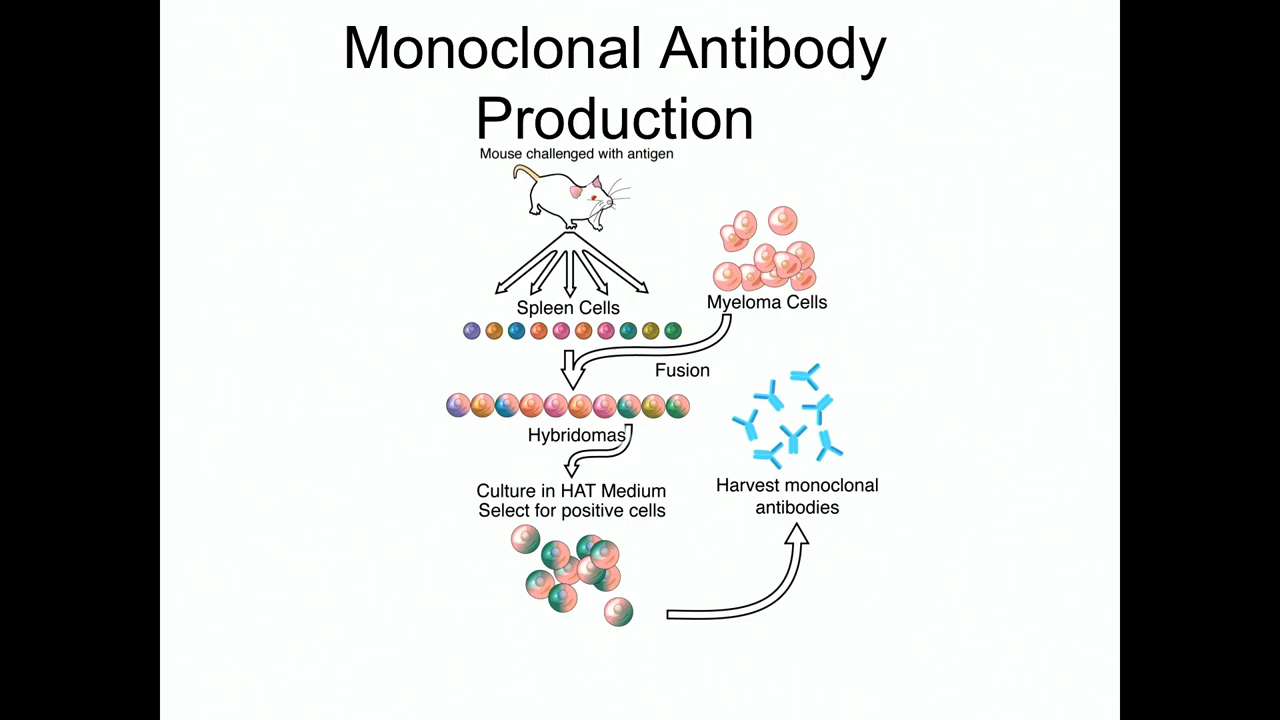 Monoclonal Antibody
Production
Mouse challenged with antigen
Spleen Cells
Myeloma Cells
Fusion
Hybridomas
Culture in HAT Medium
Select for positive cells
Harvest monoclonal
antibodies